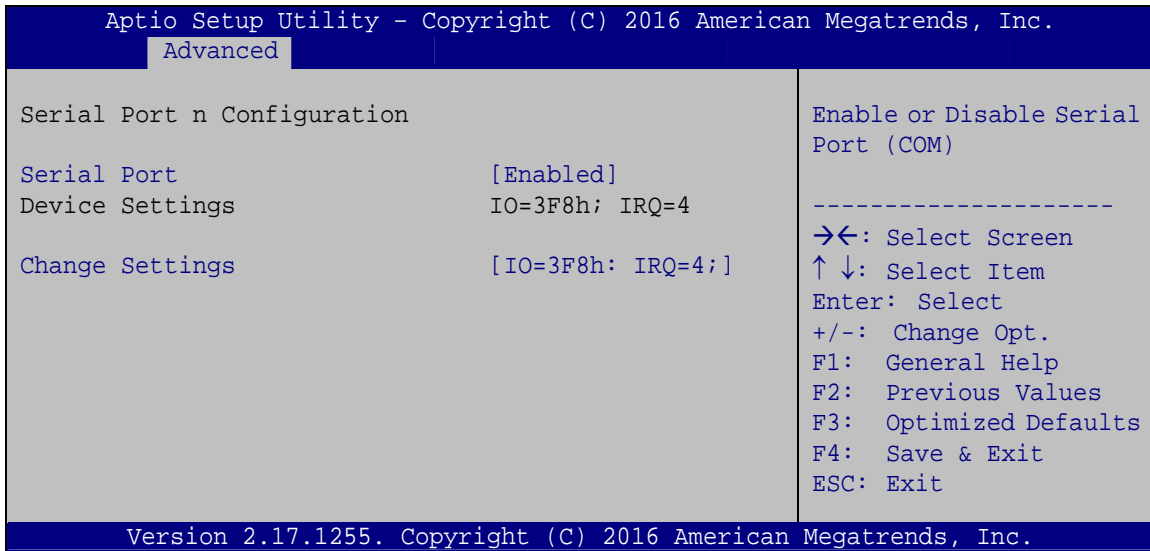 Aptio Setup Utility – Copyright (C) 2016 American Megatrends, Inc.
Advanced
Serial Port n Configuration
Serial Port [Enabled]
Device Settings IO=3F8h; IRQ=4
Change Settings [IO=3F8h: IRQ=4;]
Enable or Disable Serial
Port (COM)
---------------------
→←: Select Screen
↑ ↓: Select Item
Enter: Select
+/-: Change Opt.
F1: General Help
F2: Previous Values
F3: Optimized Defaults
F4: Save & Exit
ESC: Exit
Version 2.17.1255. Copyright (C) 2016 American Megatrends, Inc.